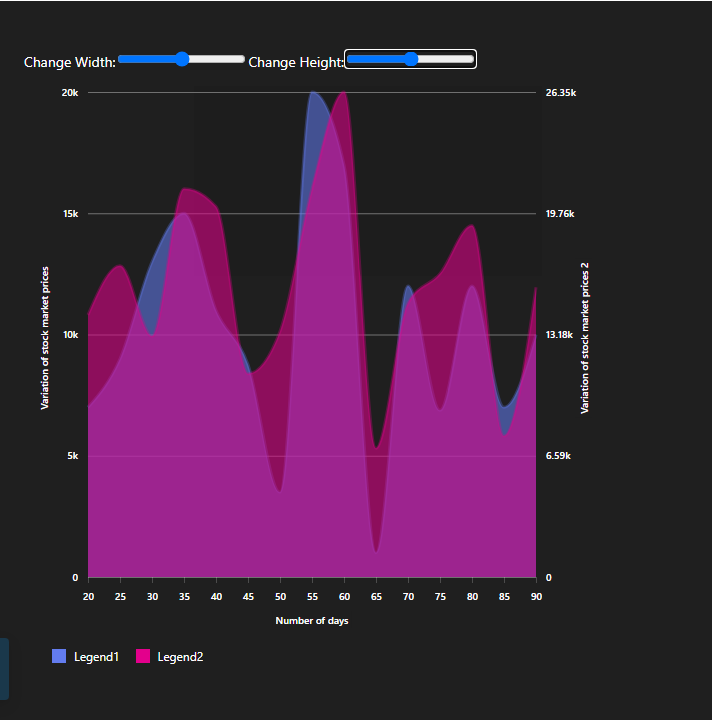 Change Width: Change Height:
20k 26.35k
15k 19.76k
10k 13.18k
5k 6.59k
0 0
Variation of stock market prices
Variation of stock market prices 2
20 25 30 35 40 45 50 55 60 65 70 75 80 85 90
Number of days
Legend1 Legend2